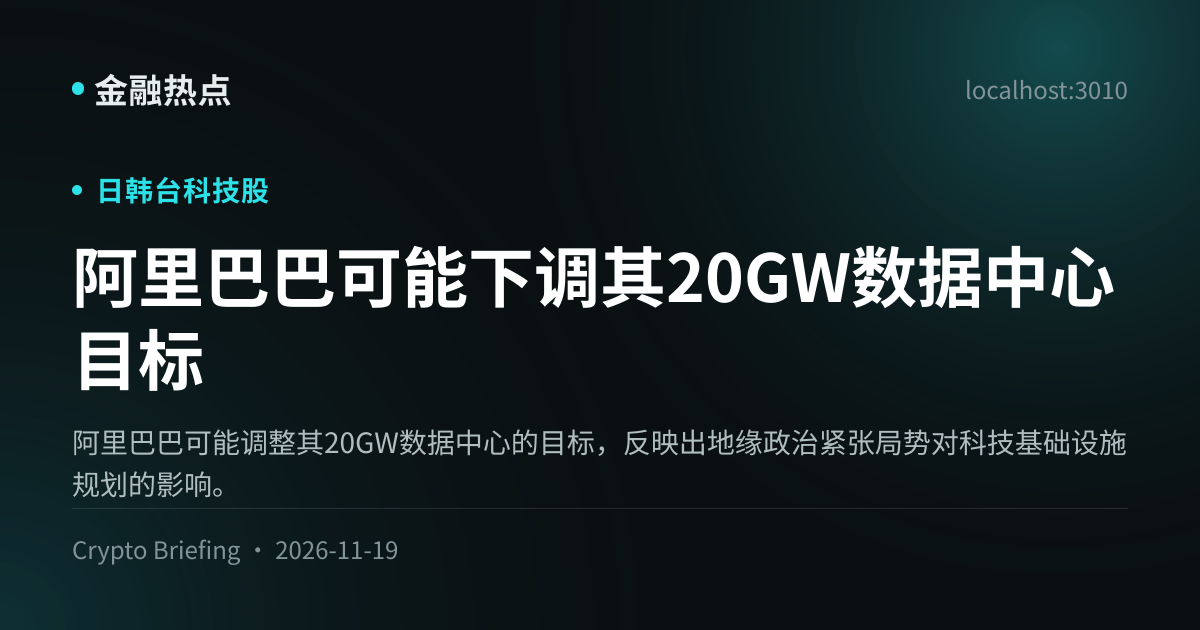 金融热点
localhost:3010
日韩台科技股
阿里巴巴可能下调其20GW数据中心
目标
阿里巴巴可能调整其20GW数据中心的目标，反映出地缘政治紧张局势对科技基础设施
规划的影响。
Crypto Briefing · 2026-11-19